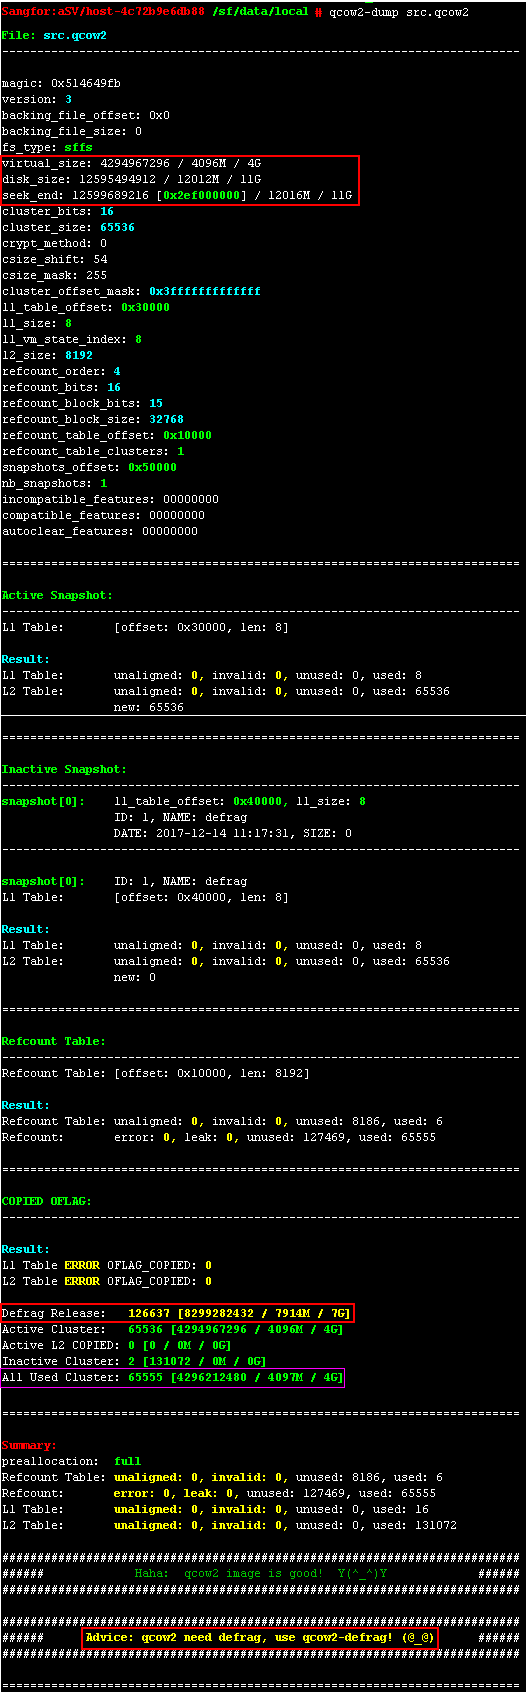 Sangfor:aSV/host-4c72b9e6db88 /sf/data/local # qcow2-dump src.qcow2
File: src.qcow2
----------------------------------------------------------------------
magic: 0x514649fb
version: 3
backing_file_offset: 0x0
backing_file_size: 0
fs_type: sffs
virtual_size: 4294967296 / 4096M / 4G
disk_size: 12595494912 / 12012M / 11G
seek_end: 12599689216 [0x2ef000000] / 12016M / 11G
cluster_bits: 16
cluster_size: 65536
crypt_method: 0
csize_shift: 54
csize_mask: 255
cluster_offset_mask: 0x3fffffffffffff
l1_table_offset: 0x30000
l1_size: 8
l1_vm_state_index: 8
l2_size: 8192
refcount_order: 4
refcount_bits: 16
refcount_block_bits: 15
refcount_block_size: 32768
refcount_table_offset: 0x10000
refcount_table_clusters: 1
snapshots_offset: 0x50000
nb_snapshots: 1
incompatible_features: 00000000
compatible_features: 00000000
autoclear_features: 00000000
==========================================================================
Active Snapshot:
----------------------------------------------------------------------
L1 Table: [offset: 0x30000, len: 8]
Result:
L1 Table: unaligned: 0, invalid: 0, unused: 0, used: 8
L2 Table: unaligned: 0, invalid: 0, unused: 0, used: 65536
new: 65536
==========================================================================
Inactive Snapshot:
----------------------------------------------------------------------
snapshot[0]: l1_table_offset: 0x40000, l1_size: 8
ID: 1, NAME: defrag
DATE: 2017-12-14 11:17:31, SIZE: 0
----------------------------------------------------------------------
snapshot[0]: ID: 1, NAME: defrag
L1 Table: [offset: 0x40000, len: 8]
Result:
L1 Table: unaligned: 0, invalid: 0, unused: 0, used: 8
L2 Table: unaligned: 0, invalid: 0, unused: 0, used: 65536
new: 0
==========================================================================
Refcount Table:
----------------------------------------------------------------------
Refcount Table: [offset: 0x10000, len: 8192]
Result:
Refcount Table: unaligned: 0, invalid: 0, unused: 8186, used: 6
Refcount: error: 0, leak: 0, unused: 127469, used: 65555
==========================================================================
COPIED OFLAG:
----------------------------------------------------------------------
Result:
L1 Table ERROR OFLAG_COPIED: 0
L2 Table ERROR OFLAG_COPIED: 0
Defrag Release: 126637 [8299282432 / 7914M / 7G]
Active Cluster: 65536 [4294967296 / 4096M / 4G]
Active L2 COPIED: 0 [0 / 0M / 0G]
Inactive Cluster: 2 [131072 / 0M / 0G]
All Used Cluster: 65555 [4296212480 / 4097M / 4G]
==========================================================================
Summary:
preallocation: full
Refcount Table: unaligned: 0, invalid: 0, unused: 8186, used: 6
Refcount: error: 0, leak: 0, unused: 127469, used: 65555
L1 Table: unaligned: 0, invalid: 0, unused: 0, used: 16
L2 Table: unaligned: 0, invalid: 0, unused: 0, used: 131072
##########################################################################
###### Haha: qcow2 image is good! Y(^_^)Y ######
##########################################################################
##########################################################################
###### Advice: qcow2 need defrag, use qcow2-defrag! (@_@) ######
##########################################################################
==========================================================================